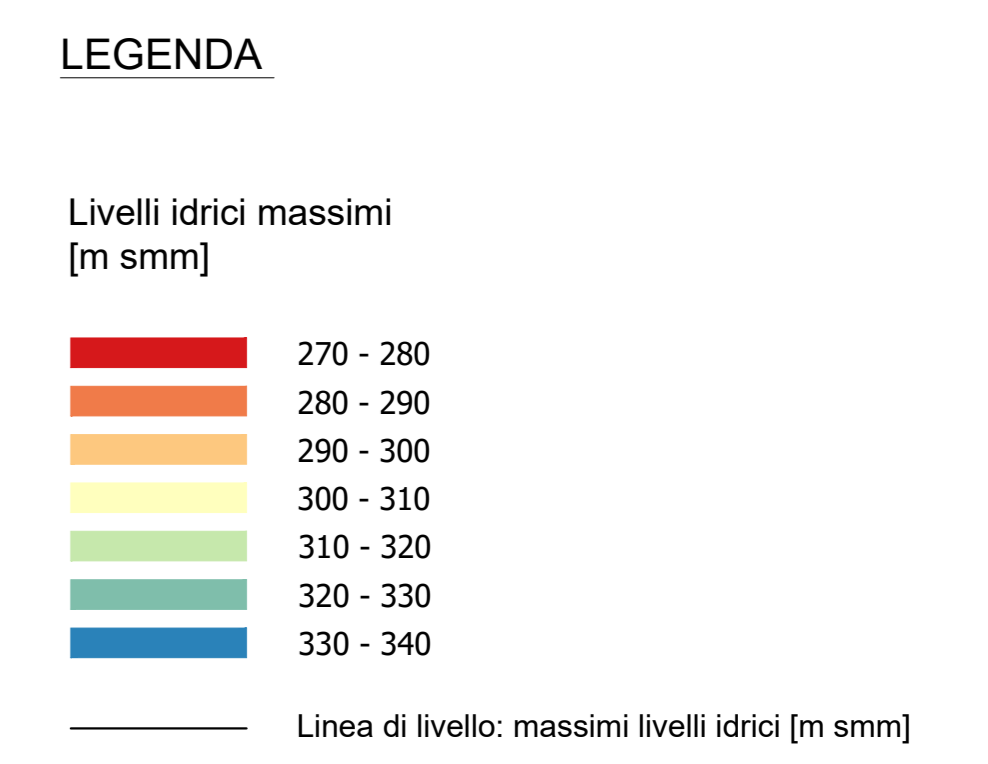 LEGENDA
Livelli idrici massimi
[m smm]
270 - 280
280 - 290
290 - 300
300 - 310
310 - 320
320 - 330
330 - 340
Linea di livello: massimi livelli idrici [m smm]